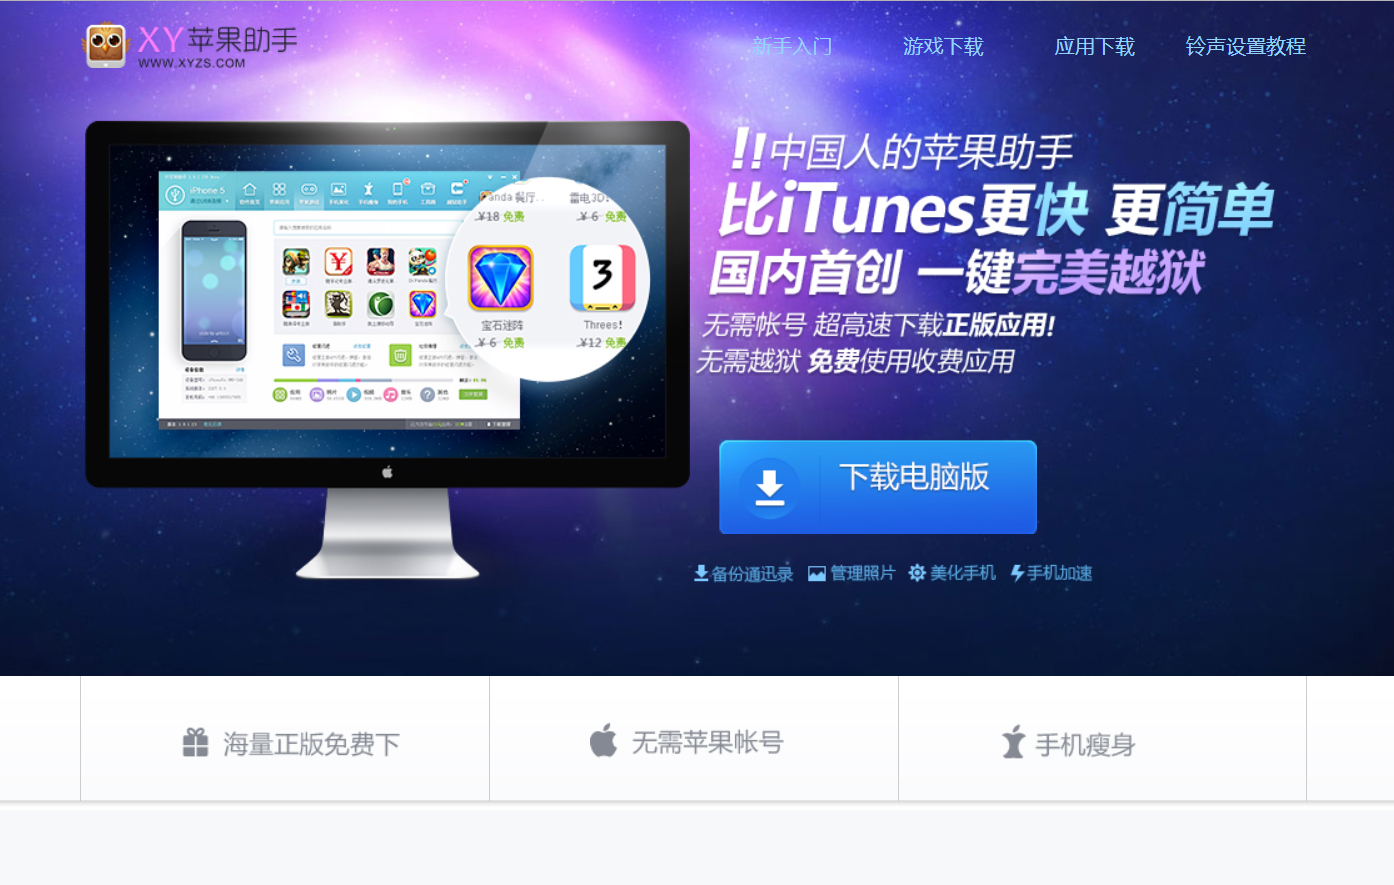 XY苹果助手
WWW.XYZS.COM
新手入门
游戏下载
应用下载
铃声设置教程
!!中国人的苹果助手
比iTunes更快 更简单
国内首创 一键完美越狱
无需帐号 超高速下载正版应用!
无需越狱 免费使用收费应用
iPhone 5
anda 餐厅..
雷电3D!
¥18 免费
¥6 免费
3
宝石迷阵
Threes!
¥6 免费
¥12 免费
下载电脑版
备份通迅录
管理照片
美化手机
手机加速
海量正版免费下
无需苹果帐号
手机瘦身